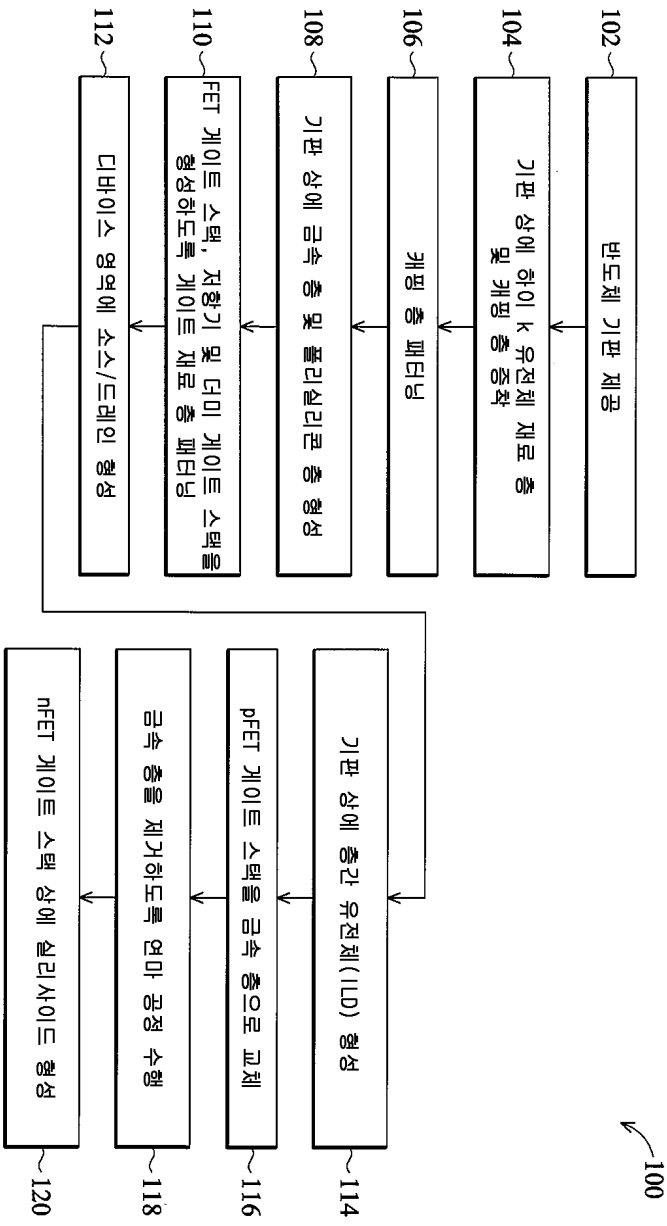 100
102
반도체 기판 제공
104
기판 상에 하이 k 유전체 재료 층
및 캐핑 층 증착
106
캐핑 층 패터닝
108
기판 상에 금속 층 및 폴리실리콘 층 형성
110
FET 게이트 스택, 저항기 및 더미 게이트 스택을
형성하도록 게이트 재료 층 패터닝
112
디바이스 영역에 소스/드레인 형성
기판 상에 층간 유전체(ILD) 형성
114
pFET 게이트 스택을 금속 층으로 교체
116
금속 층을 제거하도록 연마 공정 수행
118
nFET 게이트 스택 상에 실리사이드 형성
120